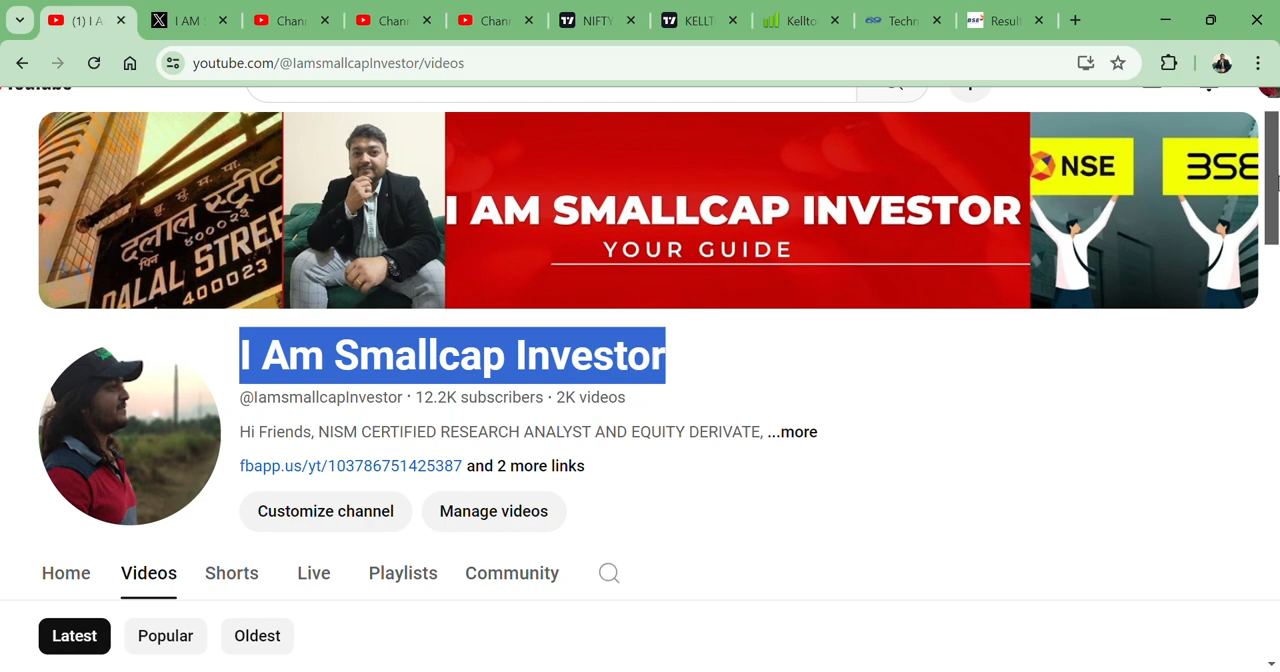 (1) I A
I AM
Chan
Chan
Chan
NIFTY
KELLT
Kellto
Techn
BSE
Result
youtube.com/@IamsmallcapInvestor/videos
दलाल स्ट्रीट
४०००२३
पिन
DALAL STREET
400023
I AM SMALLCAP INVESTOR
YOUR GUIDE
NSE
BSE
I Am Smallcap Investor
@IamsmallcapInvestor · 12.2K subscribers · 2K videos
Hi Friends, NISM CERTIFIED RESEARCH ANALYST AND EQUITY DERIVATE, ...more
fbapp.us/yt/103786751425387 and 2 more links
Customize channel
Manage videos
Home Videos Shorts Live Playlists Community
Latest Popular Oldest